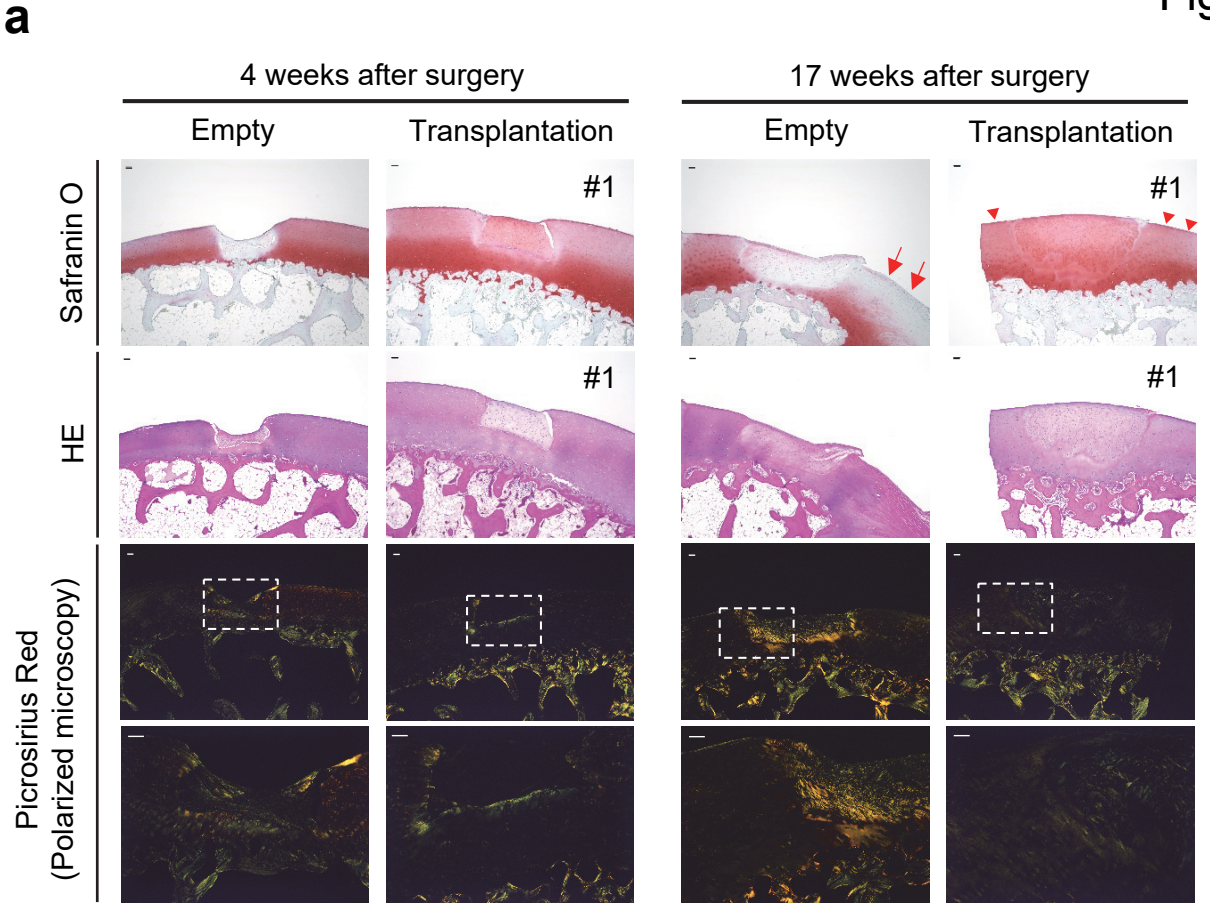 a
Fig
4 weeks after surgery
17 weeks after surgery
Empty
Transplantation
Empty
Transplantation
Safranin O
#1
#1
HE
#1
#1
Picrosirius Red
(Polarized microscopy)